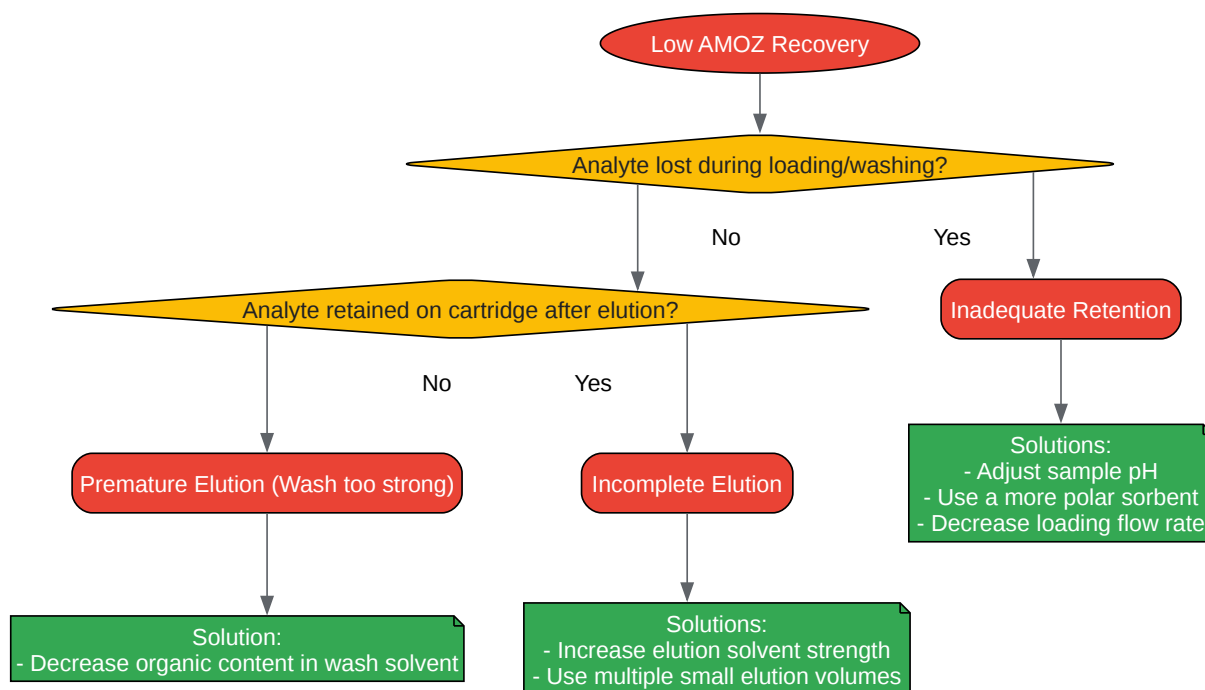 Low AMOZ Recovery
Analyte lost during loading/washing?
No
Yes
Analyte retained on cartridge after elution?
Inadequate Retention
No
Yes
Solutions:
- Adjust sample pH
- Use a more polar sorbent
- Decrease loading flow rate
Premature Elution (Wash too strong)
Incomplete Elution
Solution:
- Decrease organic content in wash solvent
Solutions:
- Increase elution solvent strength
- Use multiple small elution volumes